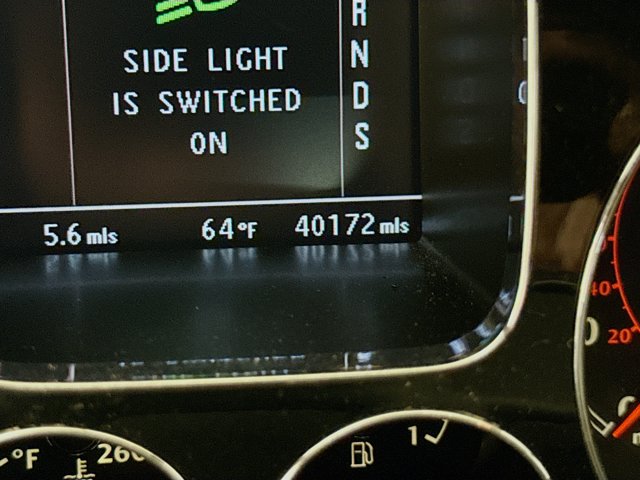 R
SIDE LIGHT
N
IS SWITCHED
D
ON
S
5.6 mls 64°F 40172 mls
40
20
°F 260
1